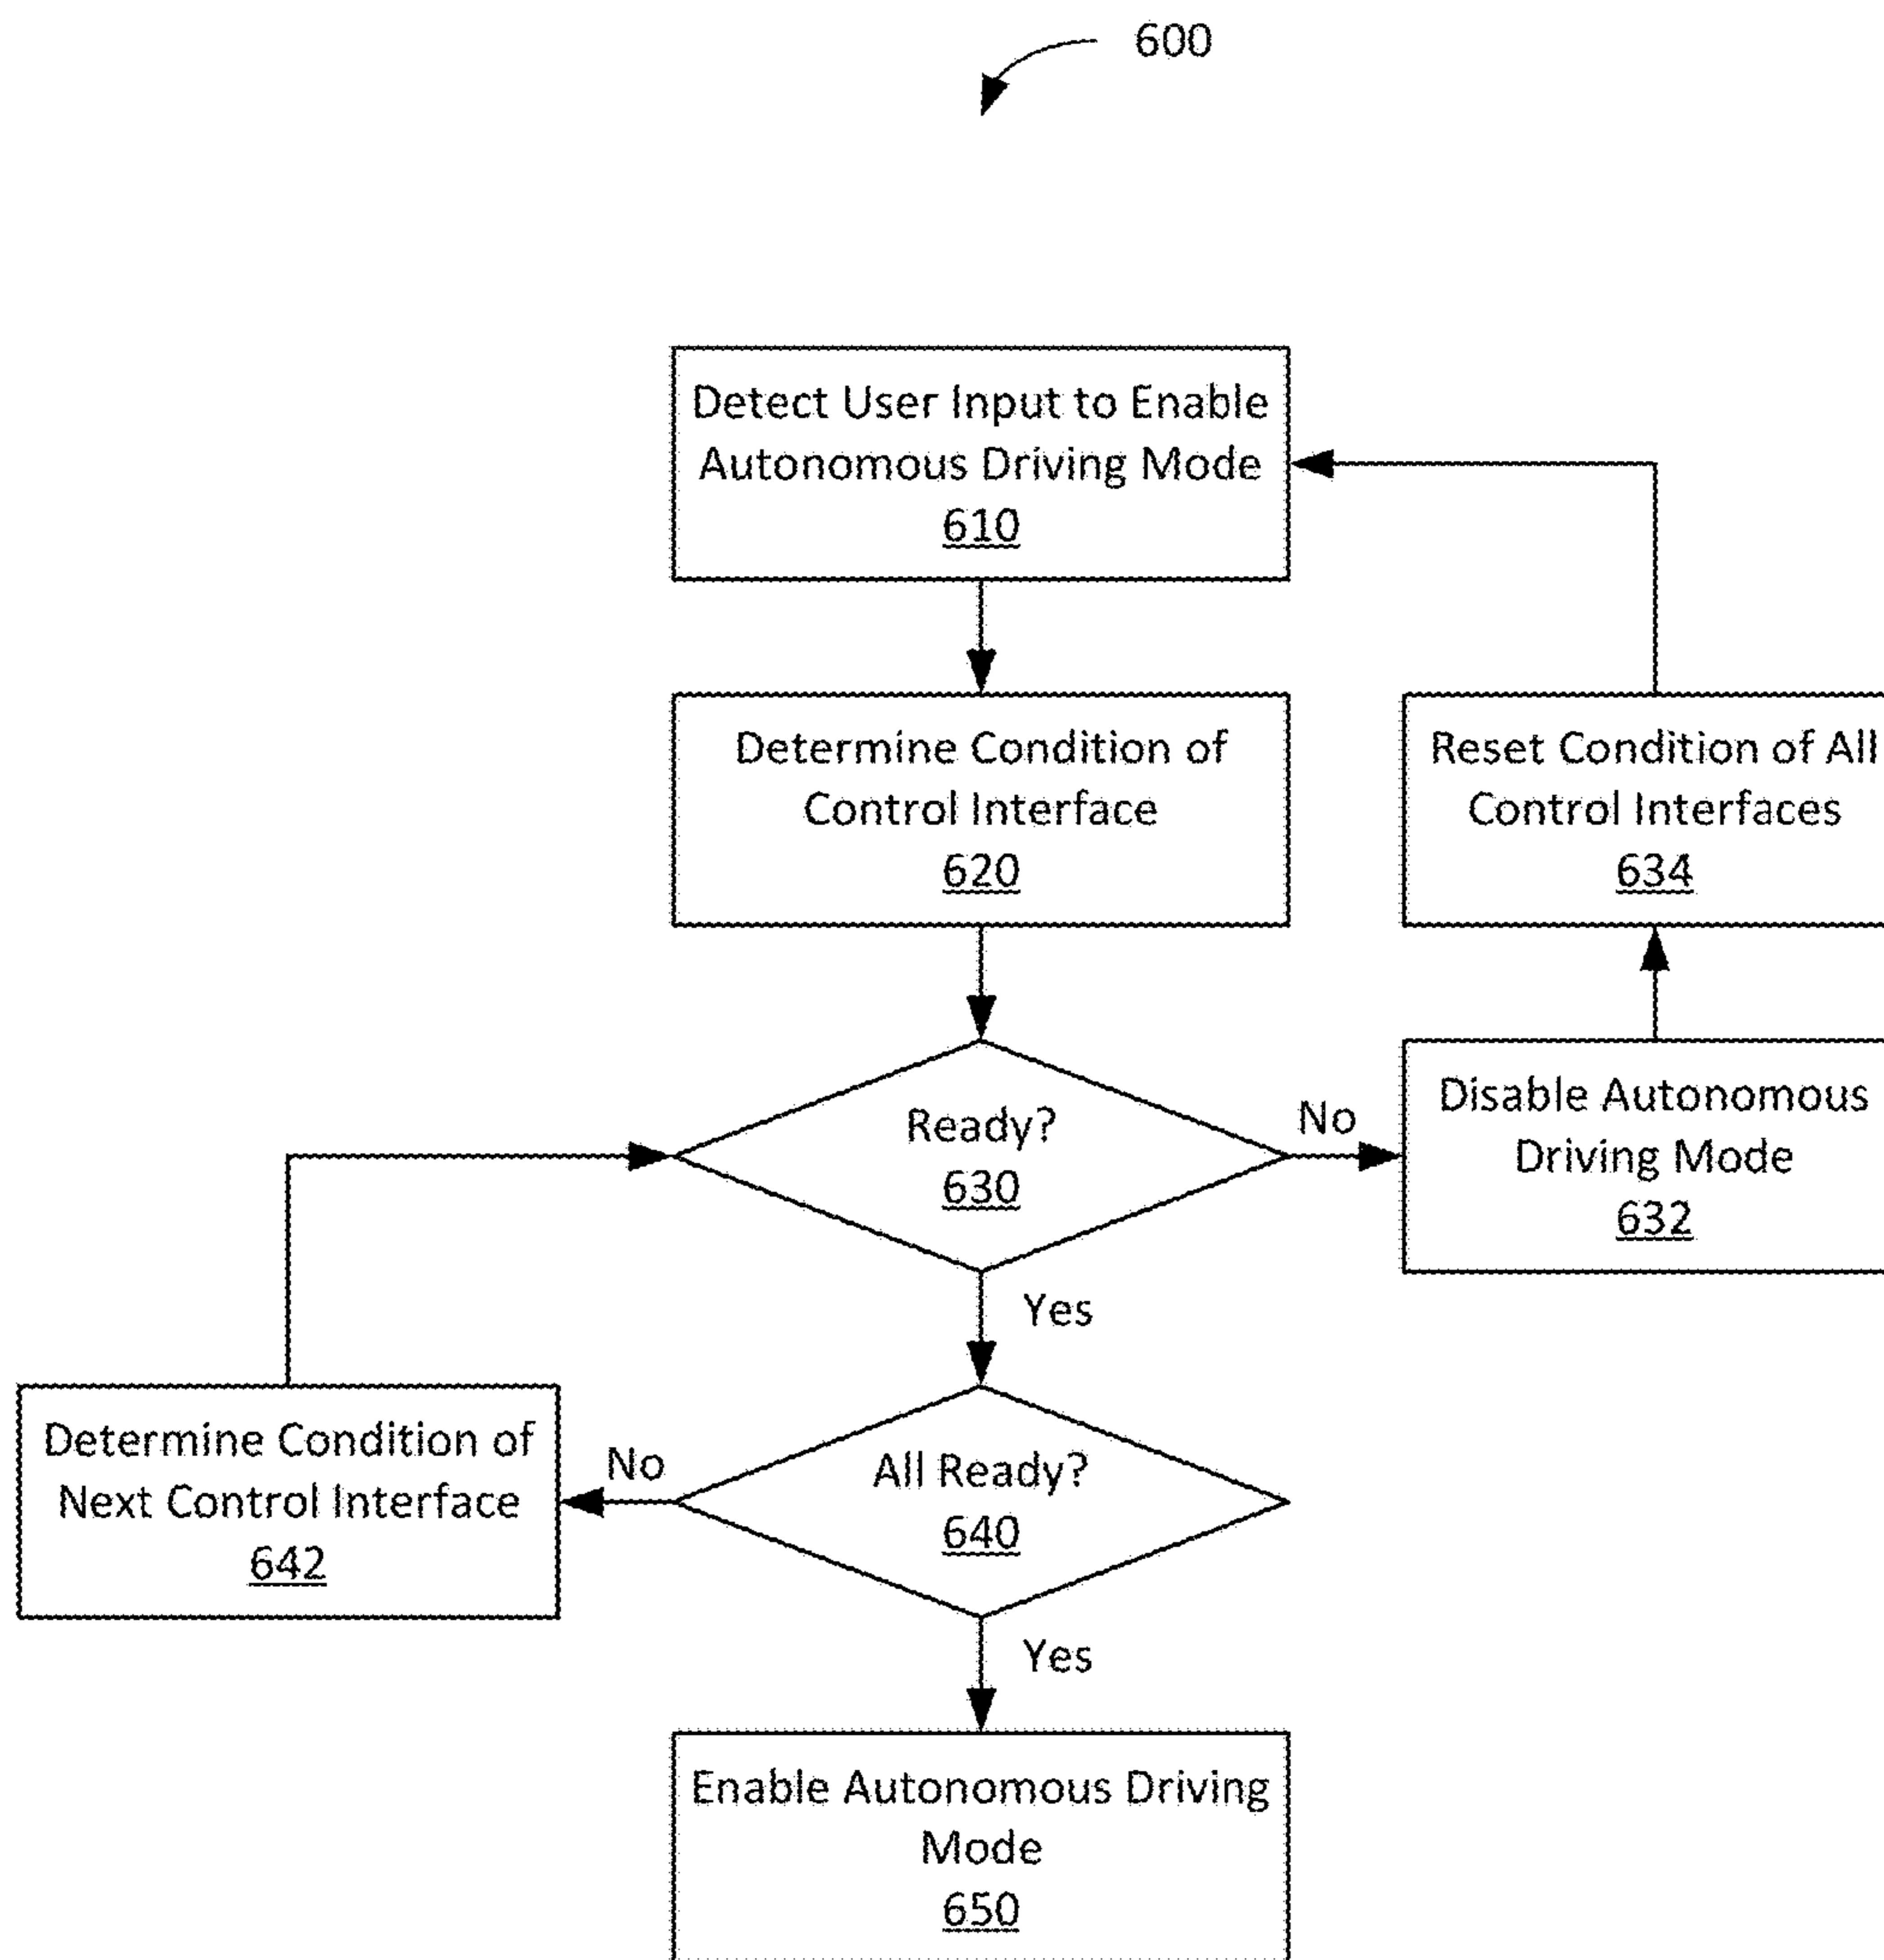 600
Detect User Input to Enable
Autonomous Driving Mode
610
Determine Condition of
Control Interface
620
Reset Condition of All
Control Interfaces
634
Ready?
630
No
Disable Autonomous
Driving Mode
632
Yes
Determine Condition of
Next Control Interface
642
No
All Ready?
640
Yes
Enable Autonomous Driving
Mode
650